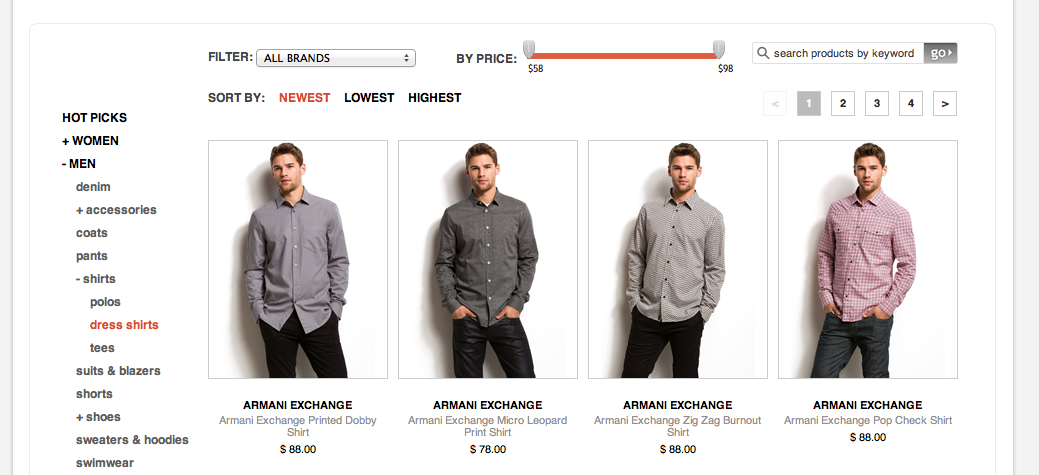 FILTER: ALL BRANDS
BY PRICE:
$58 $98
search products by keyword go
SORT BY: NEWEST LOWEST HIGHEST
< 1 2 3 4 >
HOT PICKS
+ WOMEN
- MEN
denim
+ accessories
coats
pants
- shirts
polos
dress shirts
tees
suits & blazers
shorts
+ shoes
sweaters & hoodies
swimwear
ARMANI EXCHANGE
Armani Exchange Printed Dobby
Shirt
$ 88.00
ARMANI EXCHANGE
Armani Exchange Micro Leopard
Print Shirt
$ 78.00
ARMANI EXCHANGE
Armani Exchange Zig Zag Burnout
Shirt
$ 88.00
ARMANI EXCHANGE
Armani Exchange Pop Check Shirt
$ 88.00